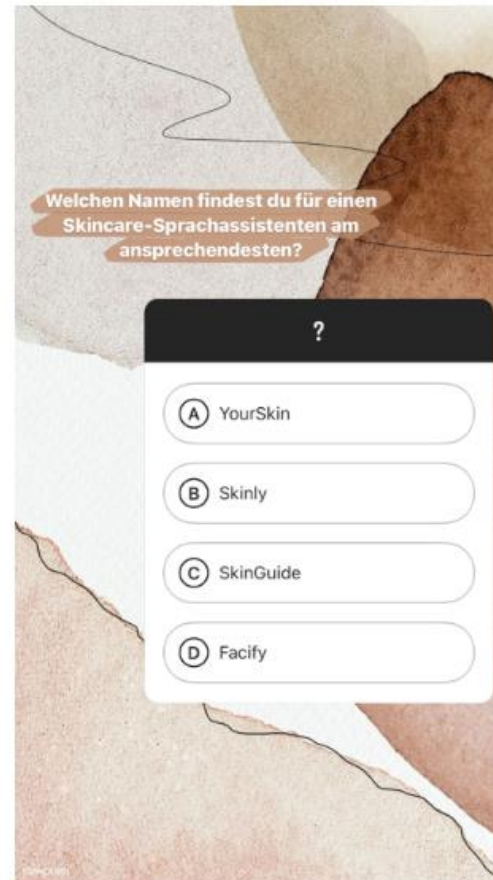 Welchen Namen findest du für einen
Skincare-Sprachassistenten am
ansprechendesten?
?
A YourSkin
B Skinly
C SkinGuide
D Facify